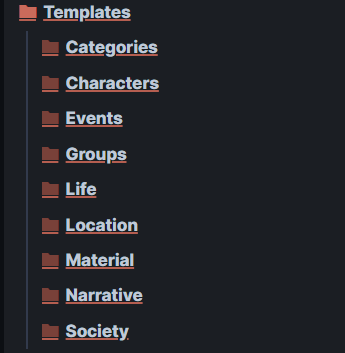 Templates
Categories
Characters
Events
Groups
Life
Location
Material
Narrative
Society